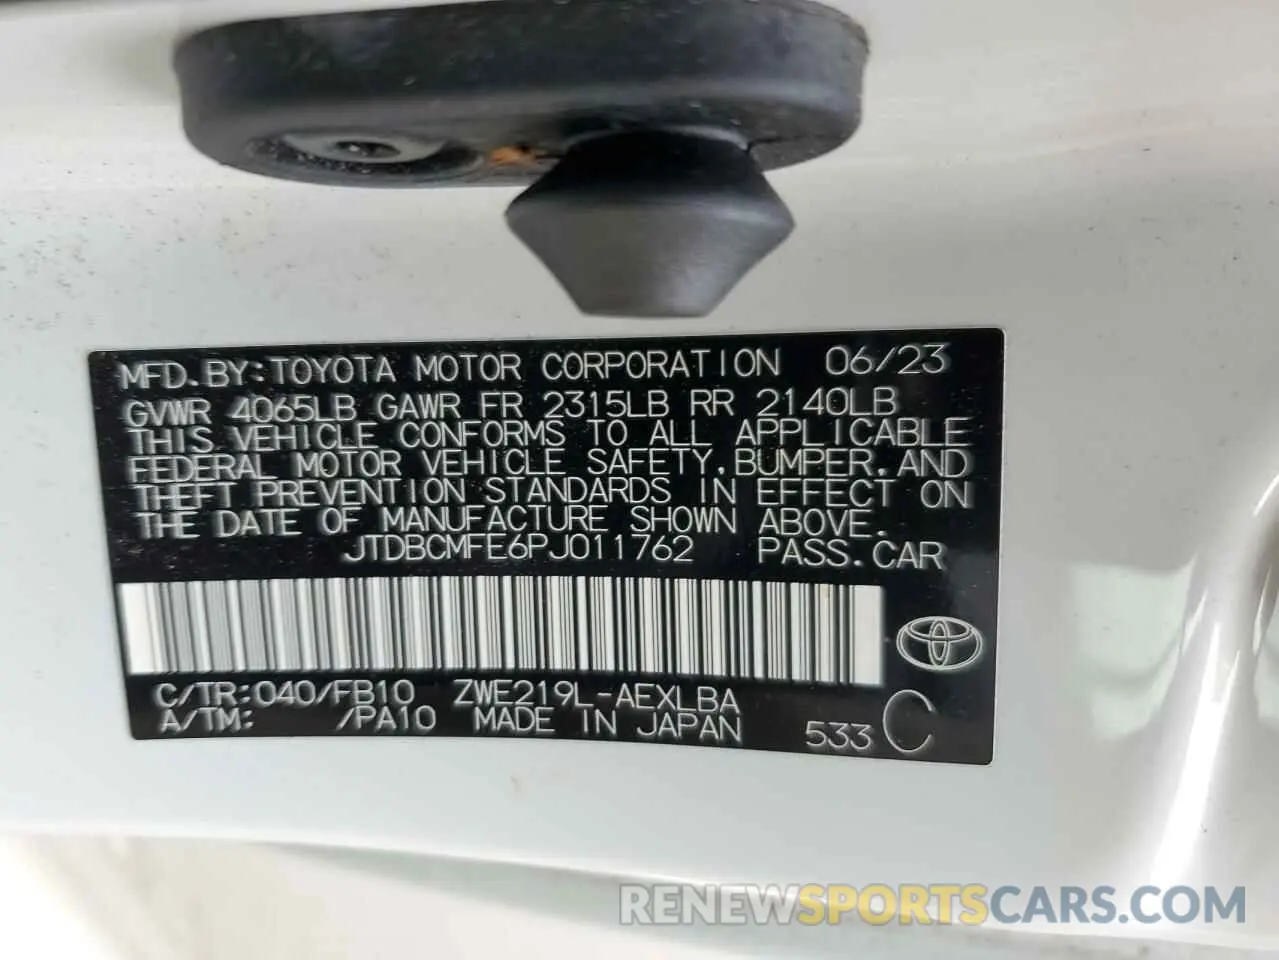 MFD.BY:TOYOTA MOTOR CORPORATION 06/23
GVWR 4065LB GAWR FR 2315LB RR 2140LB
THIS VEHICLE CONFORMS TO ALL APPLICABLE
FEDERAL MOTOR VEHICLE SAFETY,BUMPER,AND
THEFT PREVENTION STANDARDS IN EFFECT ON
THE DATE OF MANUFACTURE SHOWN ABOVE.
JTDBCMFE6PJ011762 PASS.CAR
C/TR:040/FB10 ZWE219L-AEXLBA
A/TM: /PA10 MADE IN JAPAN 533 C
RENEWSPORTSCARS.COM